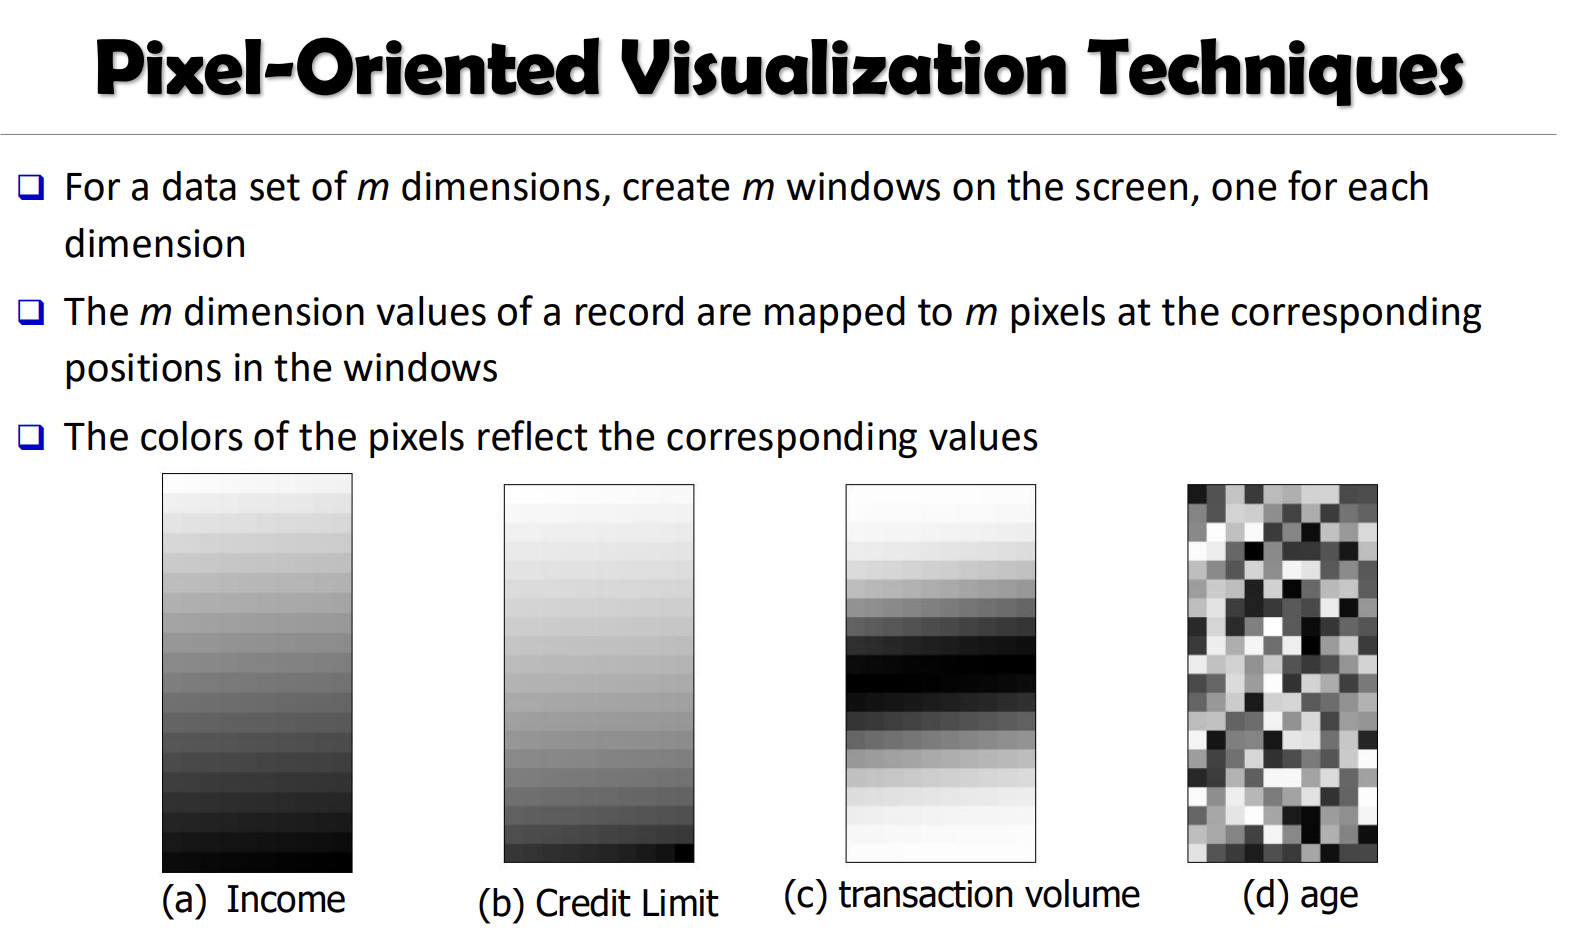 Pixel-Oriented Visualization Techniques
For a data set of m dimensions, create m windows on the screen, one for each
dimension
The m dimension values of a record are mapped to m pixels at the corresponding
positions in the windows
The colors of the pixels reflect the corresponding values
(a) Income
(b) Credit Limit
(c) transaction volume
(d) age